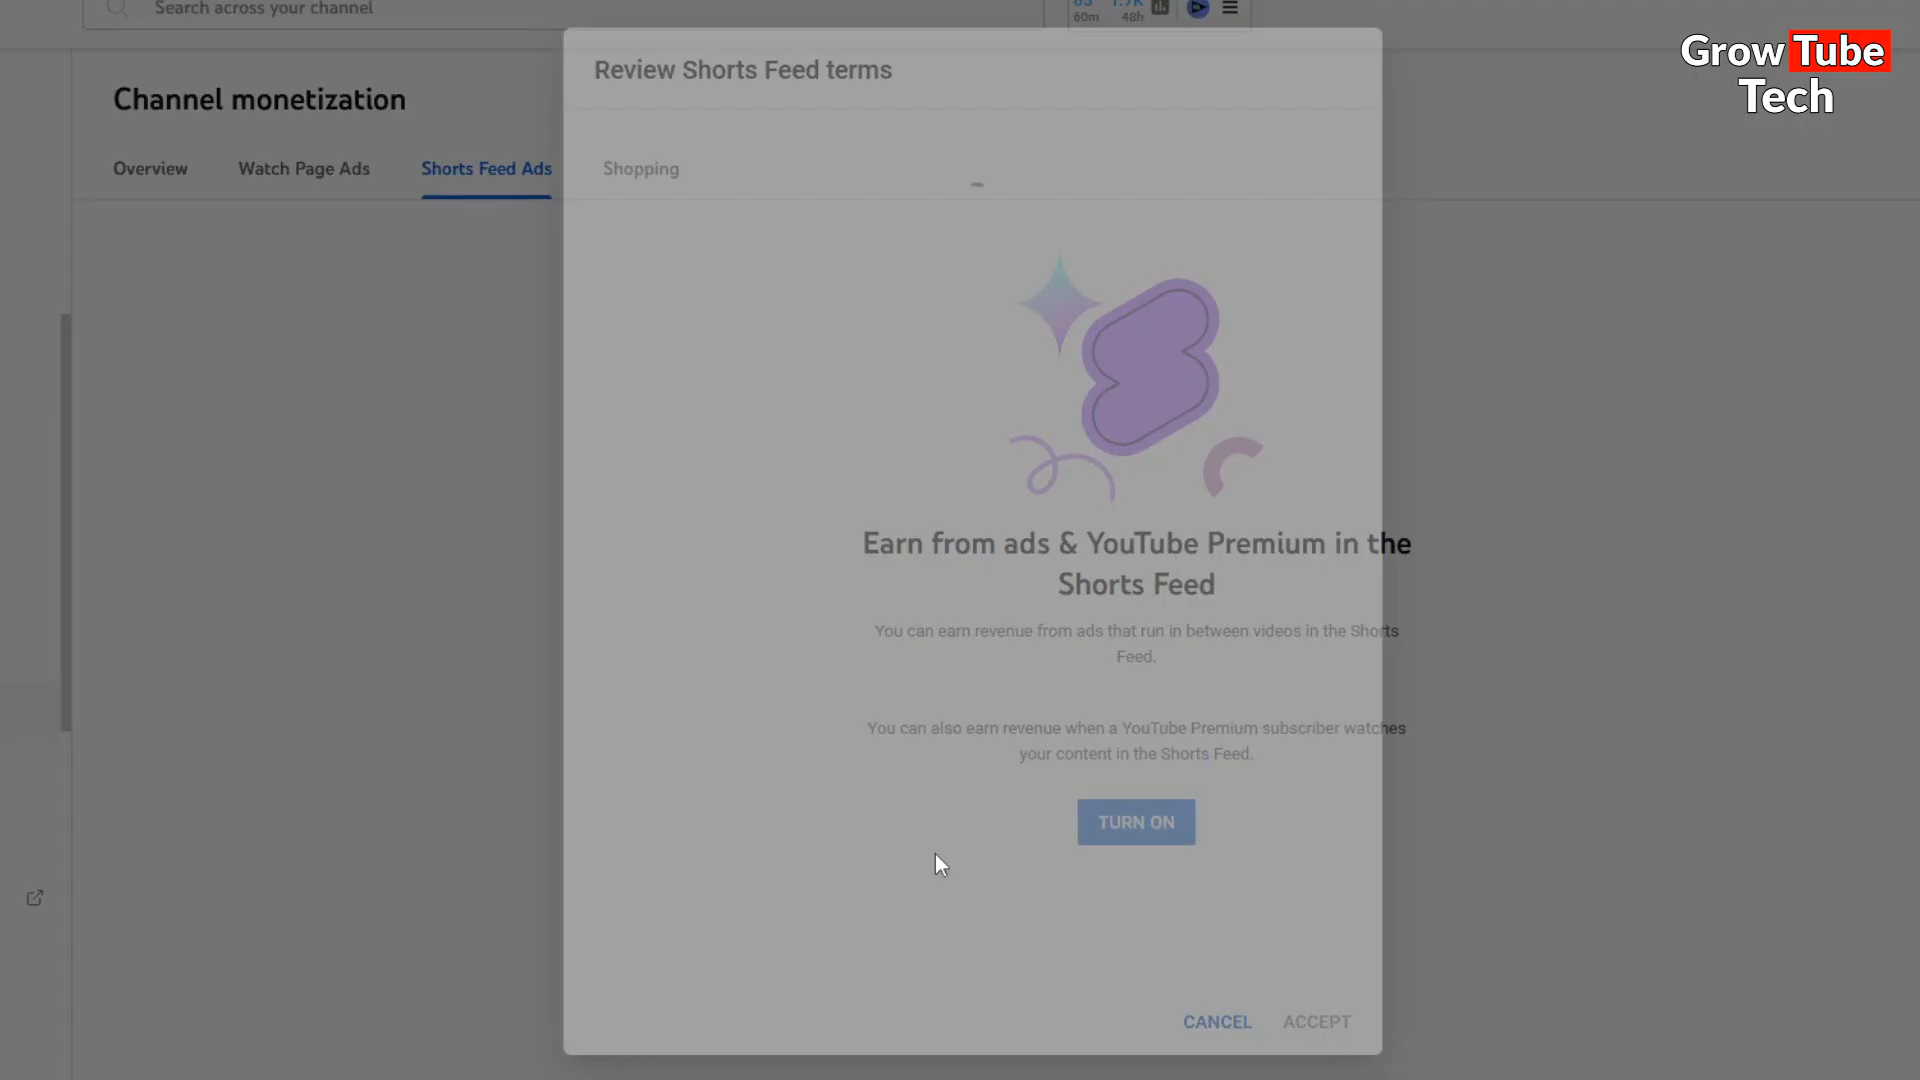 Search across your channel
60m 48h
Grow Tube
Tech
Review Shorts Feed terms
Channel monetization
Overview Watch Page Ads Shorts Feed Ads Shopping
Earn from ads & YouTube Premium in the
Shorts Feed
You can earn revenue from ads that run in between videos in the Shorts
Feed.
You can also earn revenue when a YouTube Premium subscriber watches
your content in the Shorts Feed.
TURN ON
CANCEL ACCEPT